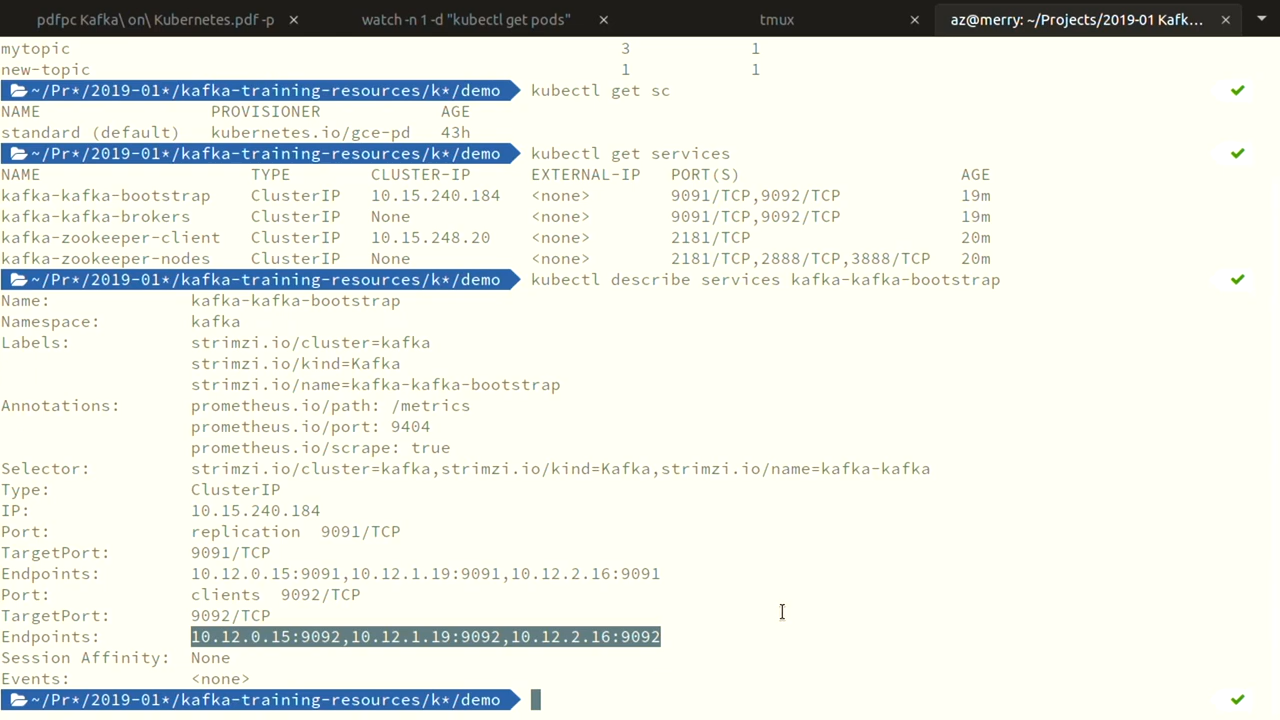 pdfpc Kafka\ on\ Kubernetes.pdf -p × watch -n 1 -d "kubectl get pods" × tmux × az@merry: ~/Projects/2019-01 Kafk... ×
mytopic 3 1
new-topic 1 1
~/Pr*/2019-01*/kafka-training-resources/k*/demo kubectl get sc ✔
NAME PROVISIONER AGE
standard (default) kubernetes.io/gce-pd 43h
~/Pr*/2019-01*/kafka-training-resources/k*/demo kubectl get services ✔
NAME TYPE CLUSTER-IP EXTERNAL-IP PORT(S) AGE
kafka-kafka-bootstrap ClusterIP 10.15.240.184 <none> 9091/TCP,9092/TCP 19m
kafka-kafka-brokers ClusterIP None <none> 9091/TCP,9092/TCP 19m
kafka-zookeeper-client ClusterIP 10.15.248.20 <none> 2181/TCP 20m
kafka-zookeeper-nodes ClusterIP None <none> 2181/TCP,2888/TCP,3888/TCP 20m
~/Pr*/2019-01*/kafka-training-resources/k*/demo kubectl describe services kafka-kafka-bootstrap ✔
Name: kafka-kafka-bootstrap
Namespace: kafka
Labels: strimzi.io/cluster=kafka
strimzi.io/kind=Kafka
strimzi.io/name=kafka-kafka-bootstrap
Annotations: prometheus.io/path: /metrics
prometheus.io/port: 9404
prometheus.io/scrape: true
Selector: strimzi.io/cluster=kafka,strimzi.io/kind=Kafka,strimzi.io/name=kafka-kafka
Type: ClusterIP
IP: 10.15.240.184
Port: replication 9091/TCP
TargetPort: 9091/TCP
Endpoints: 10.12.0.15:9091,10.12.1.19:9091,10.12.2.16:9091
Port: clients 9092/TCP
TargetPort: 9092/TCP
Endpoints: 10.12.0.15:9092,10.12.1.19:9092,10.12.2.16:9092
Session Affinity: None
Events: <none>
~/Pr*/2019-01*/kafka-training-resources/k*/demo ✔